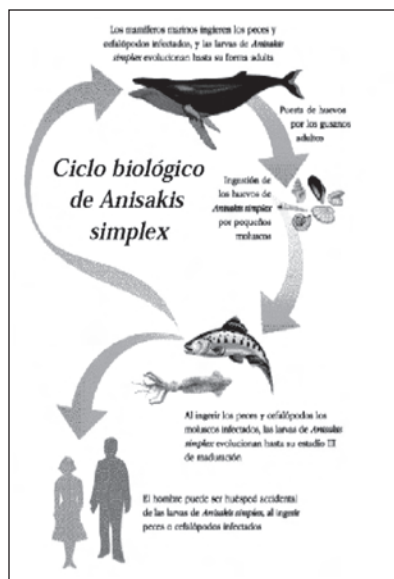 Los mamíferos marinos ingieren los peces y
cefalópodos infectados, y las larvas de Anisakis
simplex evolucionan hasta su forma adulta
Puesta de huevos
por los gusanos
adultos
Ciclo biológico
de Anisakis
simplex
Ingestión de
los huevos de
Anisakis simplex
por pequeños
moluscos
Al ingerir los peces y cefalópodos los
moluscos infectados, las larvas de Anisakis
simplex evolucionan hasta su estadio III
de maduración
El hombre puede ser huésped accidental
de las larvas de Anisakis simplex, al ingerir
peces o cefalópodos infectados